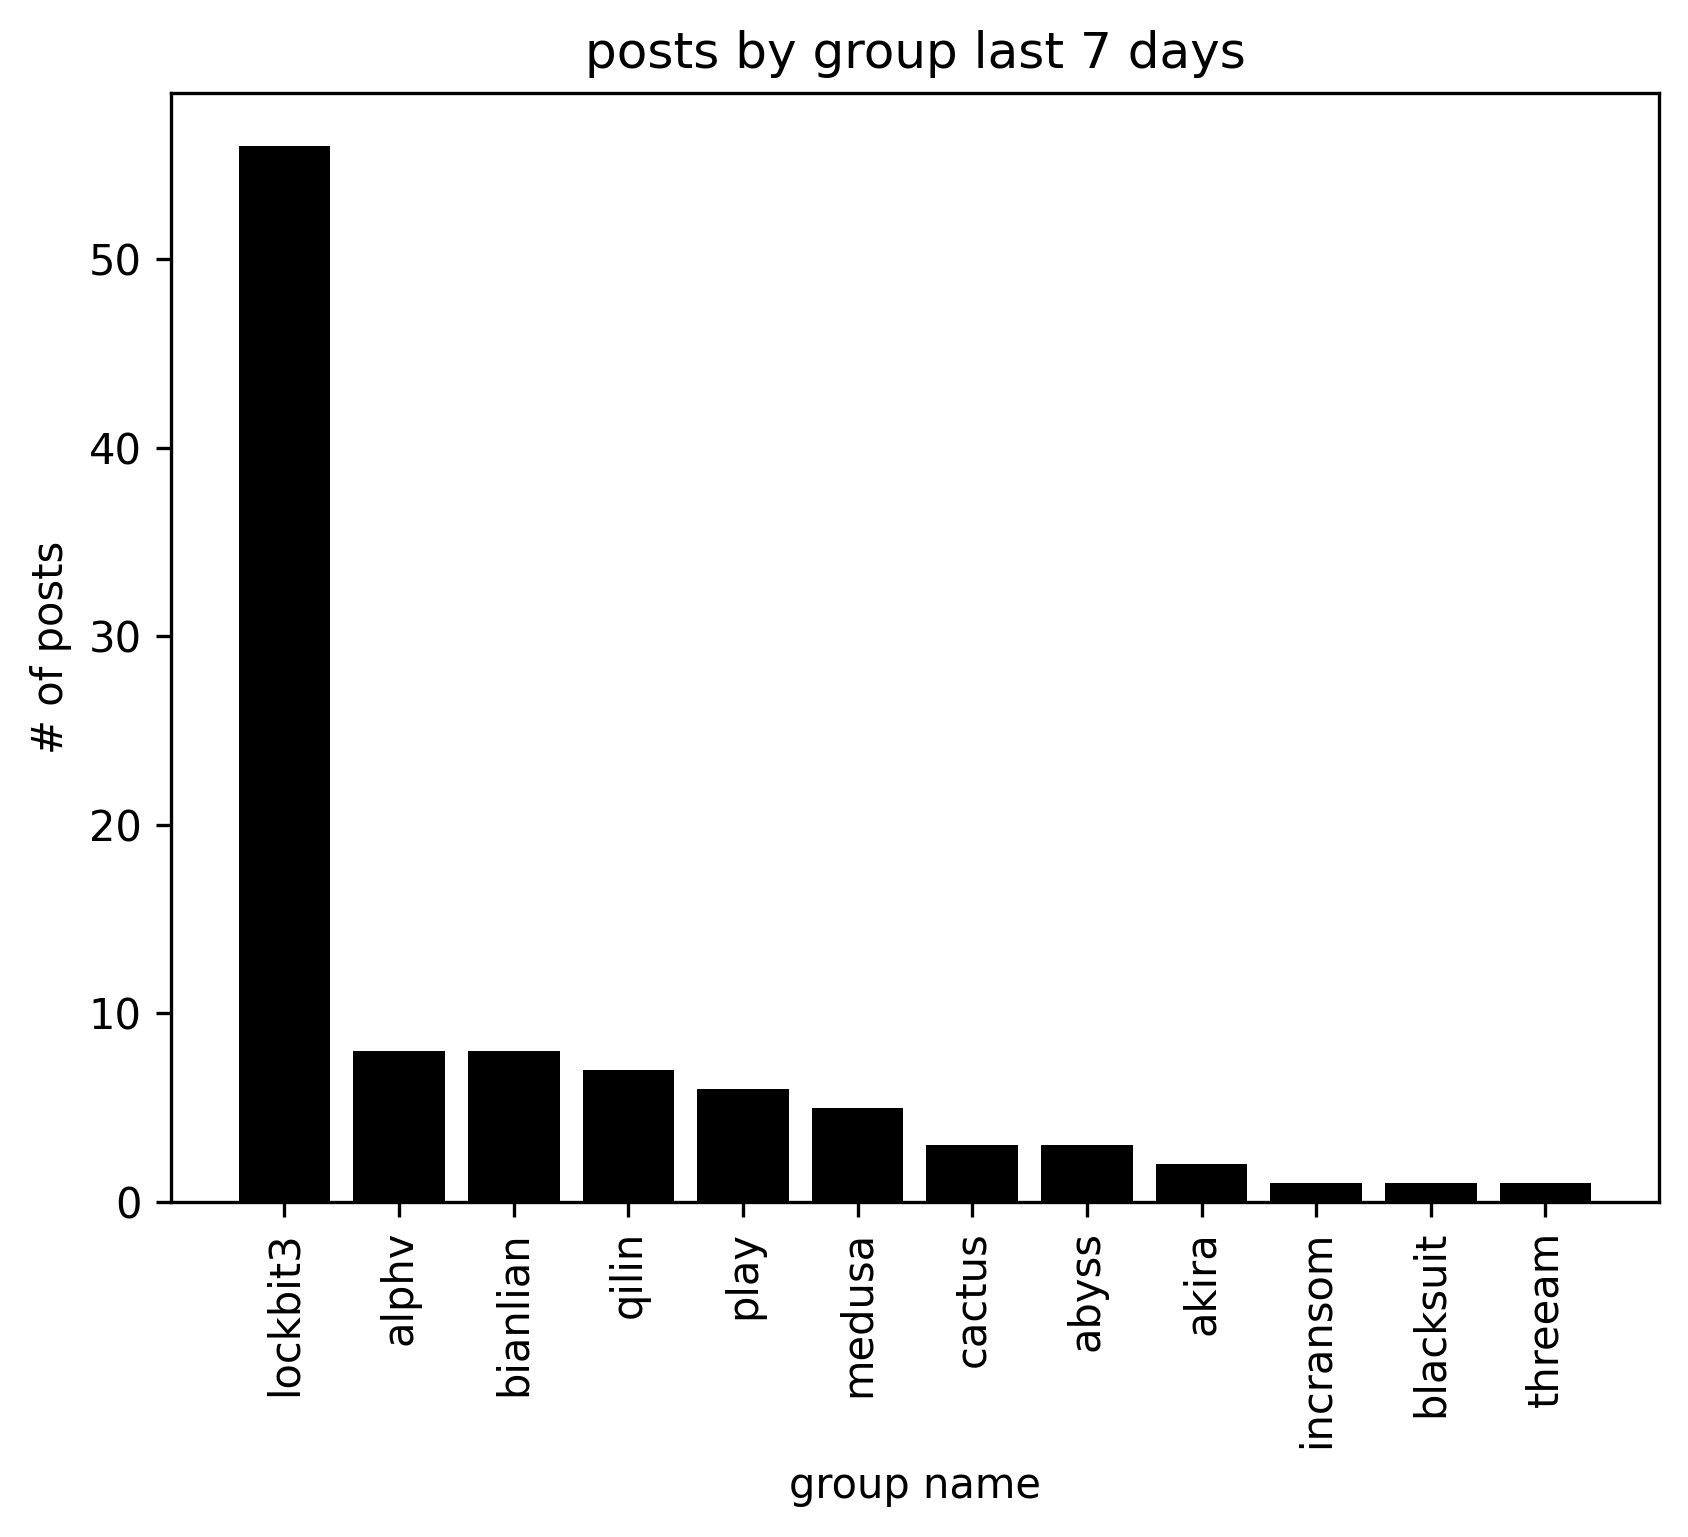 posts by group last 7 days
# of posts
50
40
30
20
10
0
lockbit3
alphv
bianlian
qilin
play
medusa
cactus
abyss
akira
incransom
blacksuit
threeam
group name